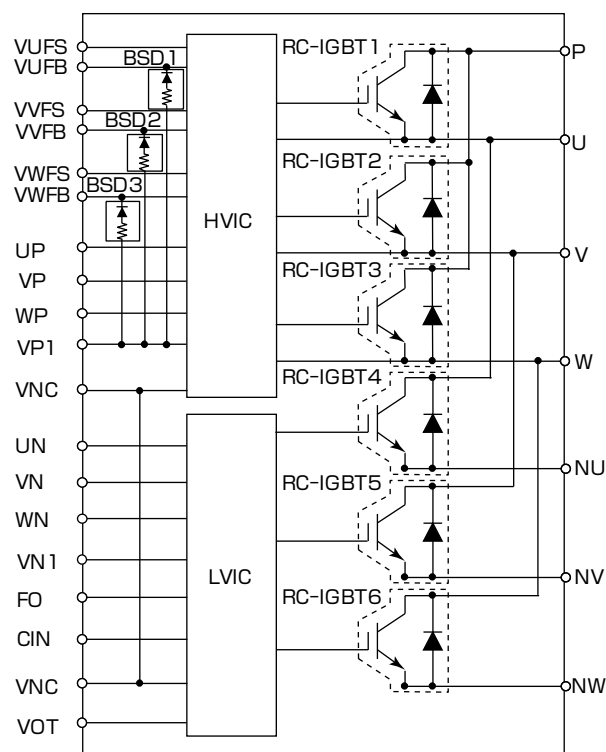 VUFS
VUFB
BSD1
VVFS
VVFB
BSD2
VWFS
VWFB
BSD3
UP
VP
WP
VP1
VNC
UN
VN
WN
VN1
FO
CIN
VNC
VOT
HVIC
LVIC
RC-IGBT1
RC-IGBT2
RC-IGBT3
RC-IGBT4
RC-IGBT5
RC-IGBT6
P
U
V
W
NU
NV
NW